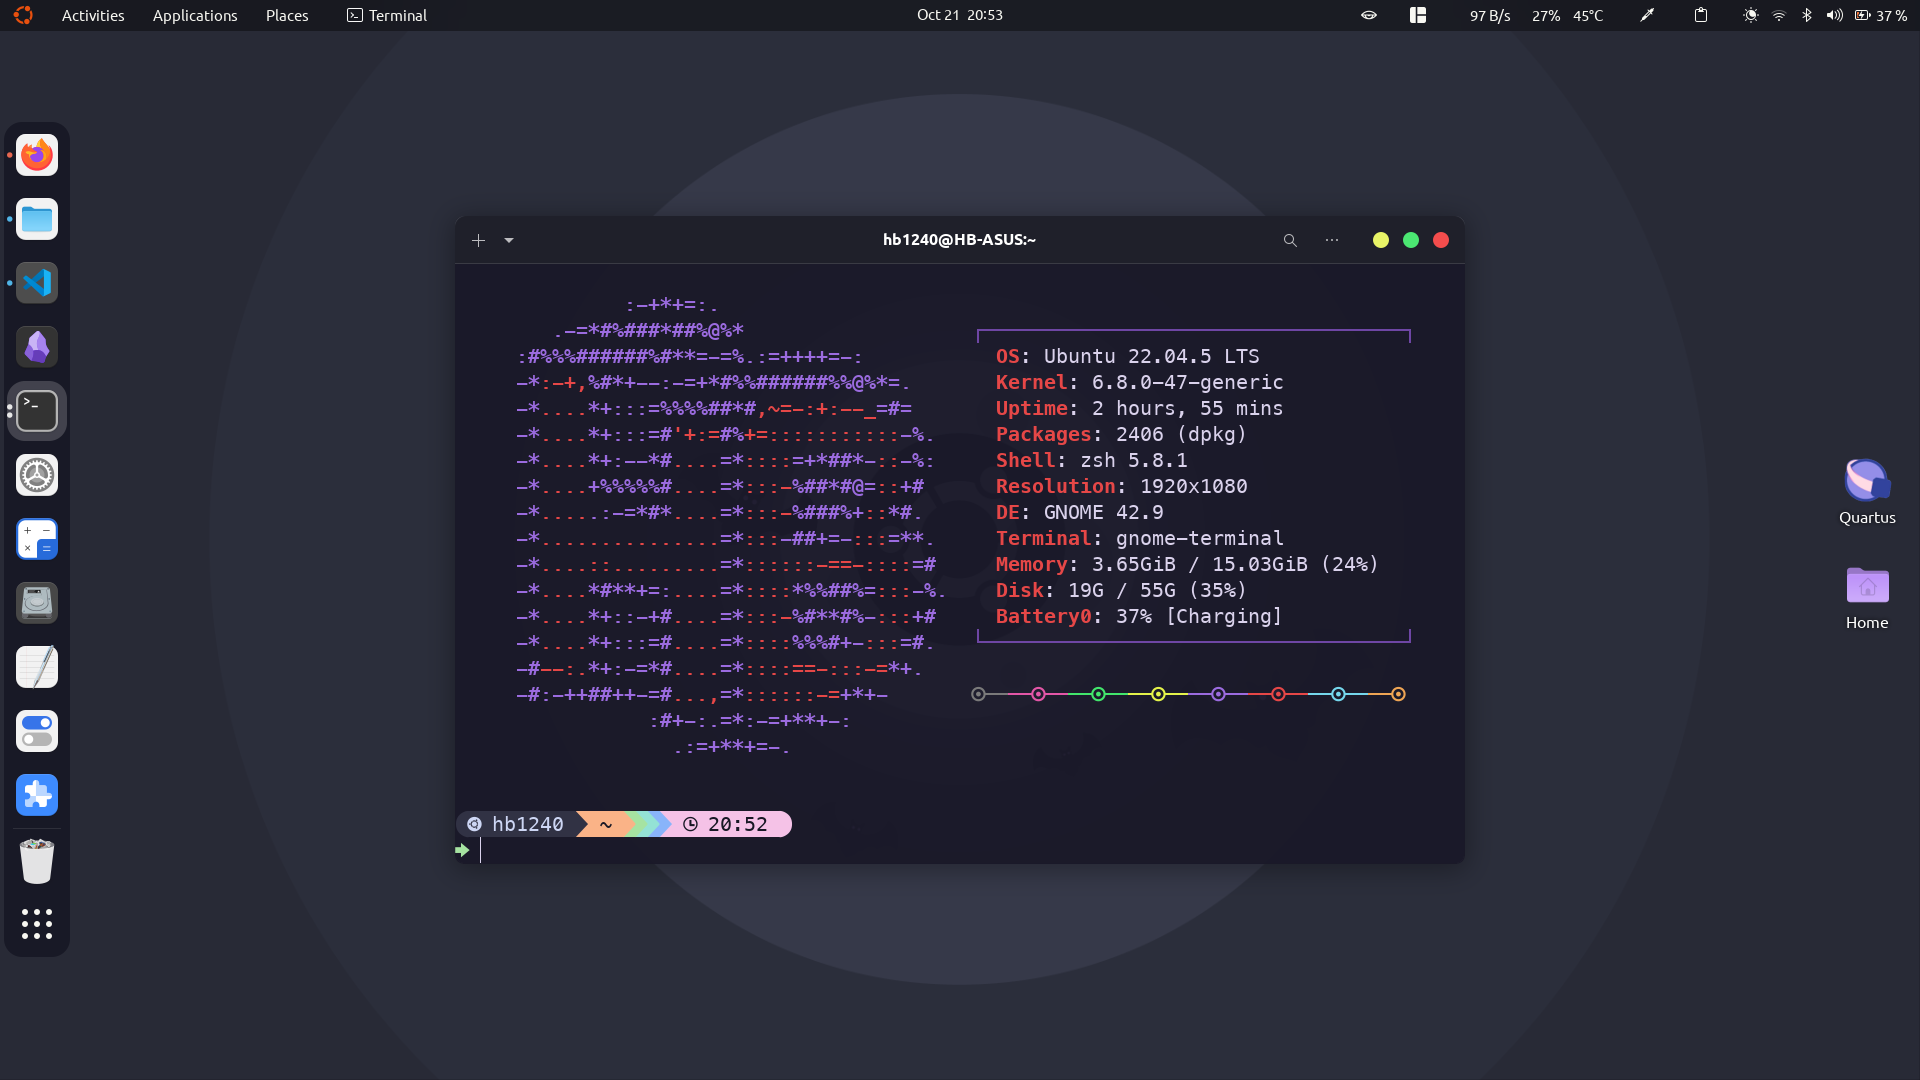 Activities Applications Places Terminal Oct 21 20:53 97 B/s 27% 45°C 37 %
hb1240@HB-ASUS:~
OS: Ubuntu 22.04.5 LTS
Kernel: 6.8.0-47-generic
Uptime: 2 hours, 55 mins
Packages: 2406 (dpkg)
Shell: zsh 5.8.1
Resolution: 1920x1080
DE: GNOME 42.9
Terminal: gnome-terminal
Memory: 3.65GiB / 15.03GiB (24%)
Disk: 19G / 55G (35%)
Battery0: 37% [Charging]
hb1240 ~ 20:52
Quartus
Home